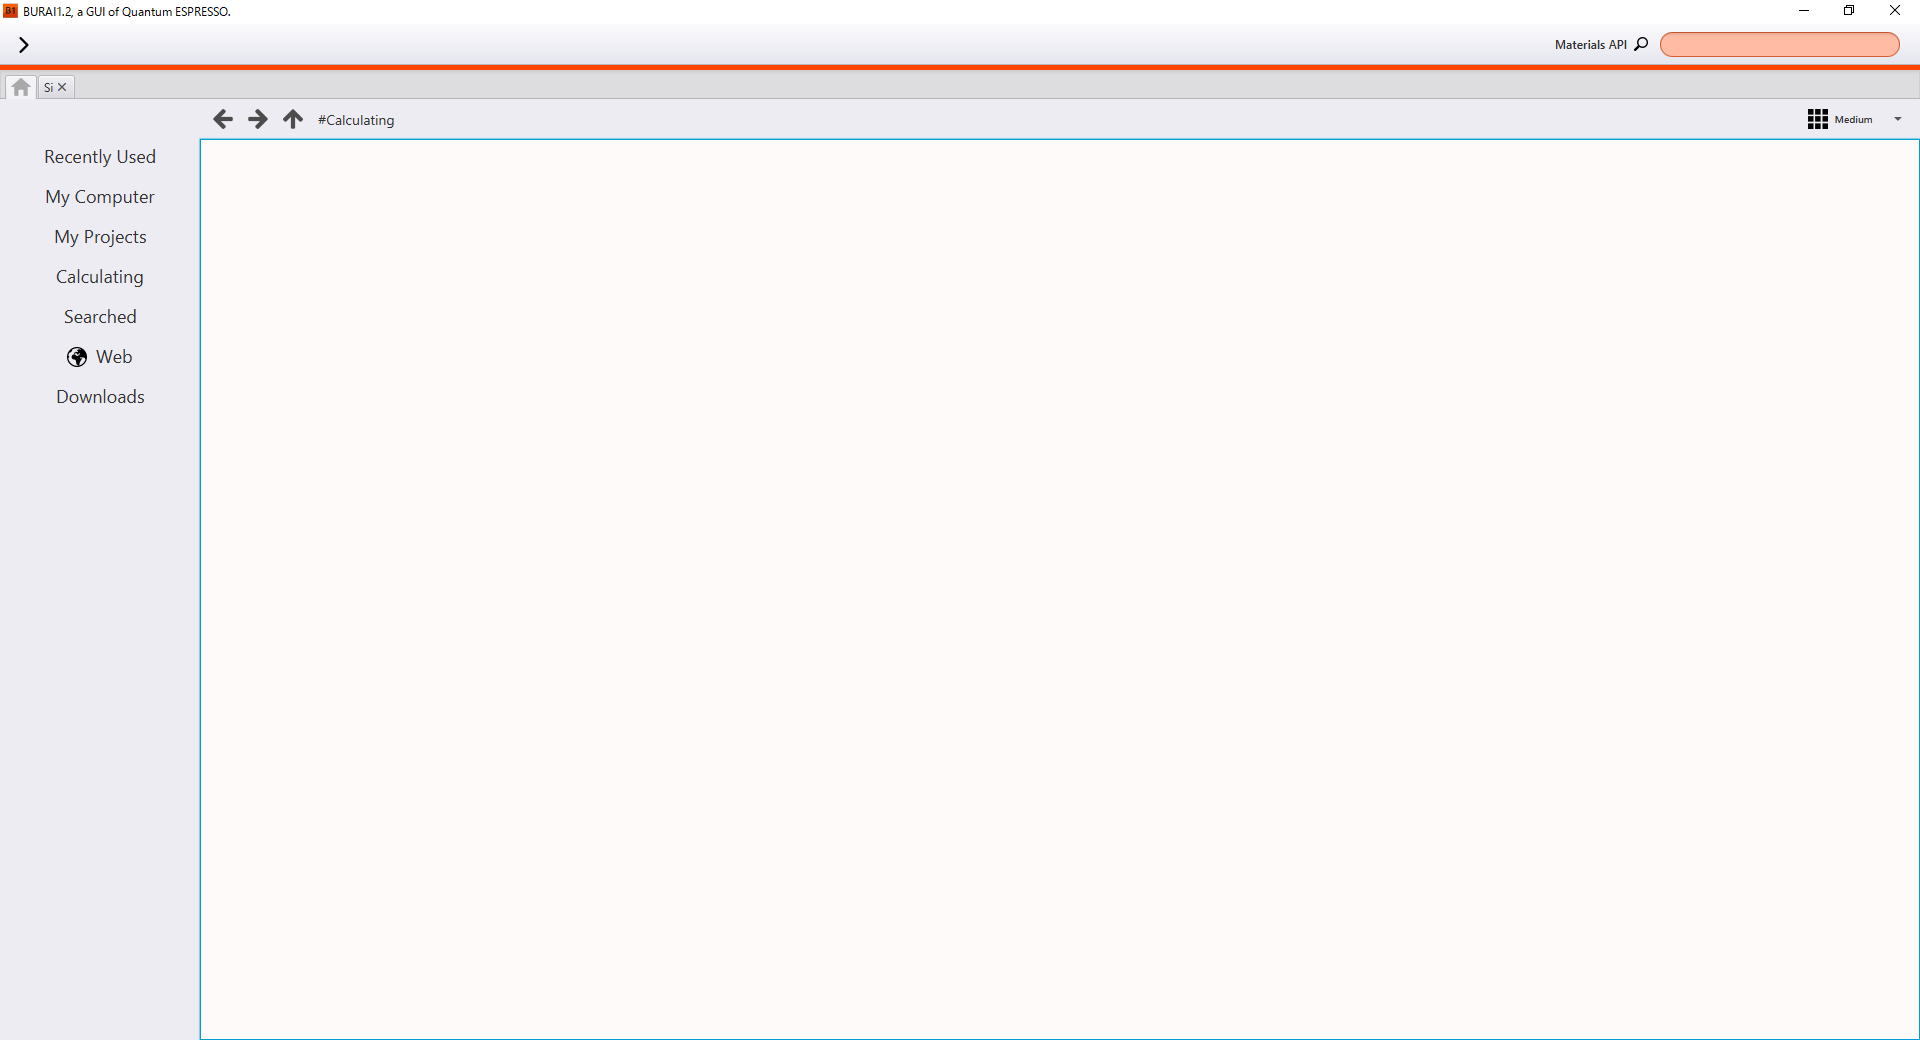 B1 BURAI1.2, a GUI of Quantum ESPRESSO.
Materials API
Si
#Calculating
Medium
Recently Used
My Computer
My Projects
Calculating
Searched
Web
Downloads